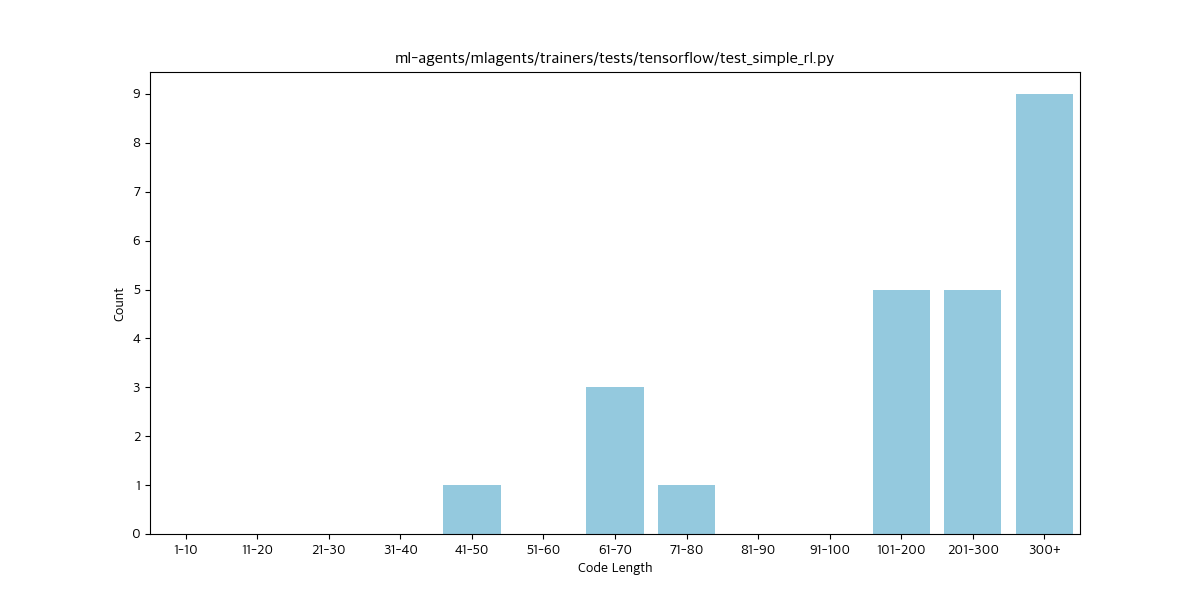 ml-agents/mlagents/trainers/tests/tensorflow/test_simple_rl.py
9
8
7
6
5
4
3
2
1
0
Count
1-10 11-20 21-30 31-40 41-50 51-60 61-70 71-80 81-90 91-100 101-200 201-300 300+
Code Length